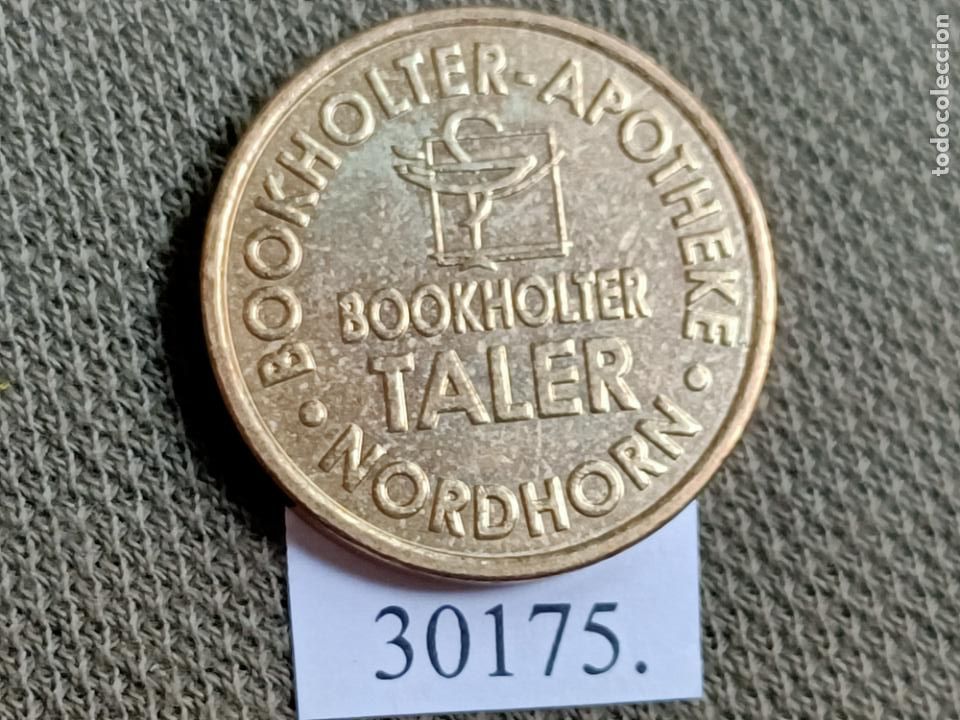 BOOKHOLTER-APOTHEKE
BOOKHOLTER
TALER
• NORDHORN •
30175.
todocoleccion